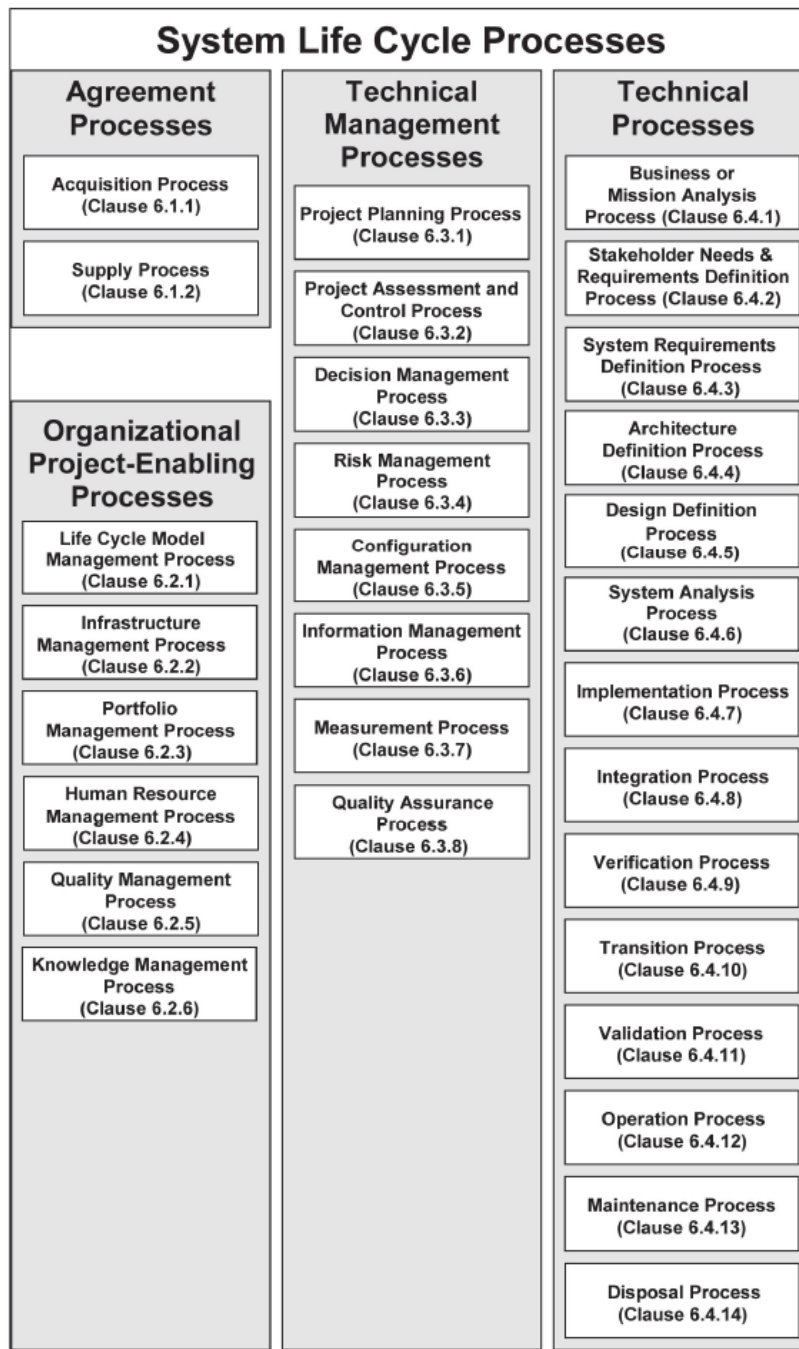 System Life Cycle Processes
Agreement
Processes
Acquisition Process
(Clause 6.1.1)
Supply Process
(Clause 6.1.2)
Organizational
Project-Enabling
Processes
Life Cycle Model
Management Process
(Clause 6.2.1)
Infrastructure
Management Process
(Clause 6.2.2)
Portfolio
Management Process
(Clause 6.2.3)
Human Resource
Management Process
(Clause 6.2.4)
Quality Management
Process
(Clause 6.2.5)
Knowledge Management
Process
(Clause 6.2.6)
Technical
Management
Processes
Project Planning Process
(Clause 6.3.1)
Project Assessment and
Control Process
(Clause 6.3.2)
Decision Management
Process
(Clause 6.3.3)
Risk Management
Process
(Clause 6.3.4)
Configuration
Management Process
(Clause 6.3.5)
Information Management
Process
(Clause 6.3.6)
Measurement Process
(Clause 6.3.7)
Quality Assurance
Process
(Clause 6.3.8)
Technical
Processes
Business or
Mission Analysis
Process (Clause 6.4.1)
Stakeholder Needs &
Requirements Definition
Process (Clause 6.4.2)
System Requirements
Definition Process
(Clause 6.4.3)
Architecture
Definition Process
(Clause 6.4.4)
Design Definition
Process
(Clause 6.4.5)
System Analysis
Process
(Clause 6.4.6)
Implementation Process
(Clause 6.4.7)
Integration Process
(Clause 6.4.8)
Verification Process
(Clause 6.4.9)
Transition Process
(Clause 6.4.10)
Validation Process
(Clause 6.4.11)
Operation Process
(Clause 6.4.12)
Maintenance Process
(Clause 6.4.13)
Disposal Process
(Clause 6.4.14)